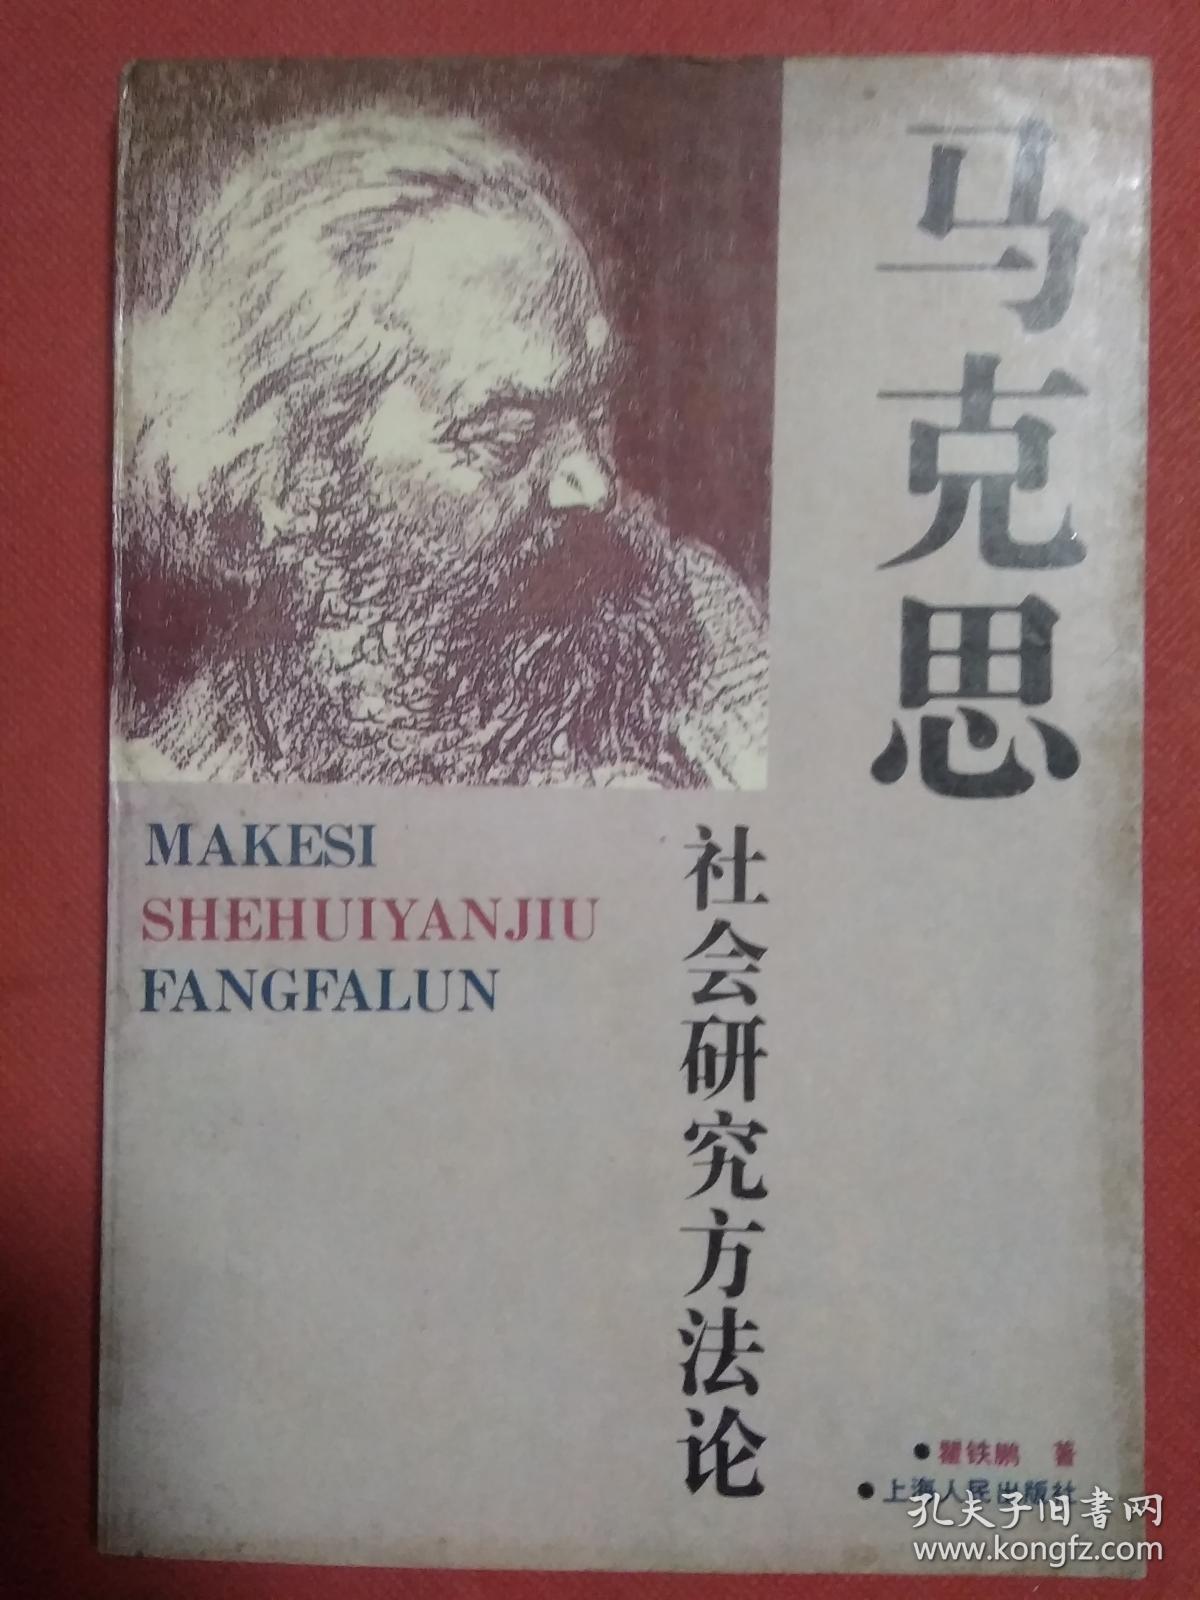 马克思
社会研究方法论
MAKESI
SHEHUIYANJIU
FANGFALUN
●瞿铁鹏 著
●上海人民出版社
孔夫子旧书网
www.kongfz.com